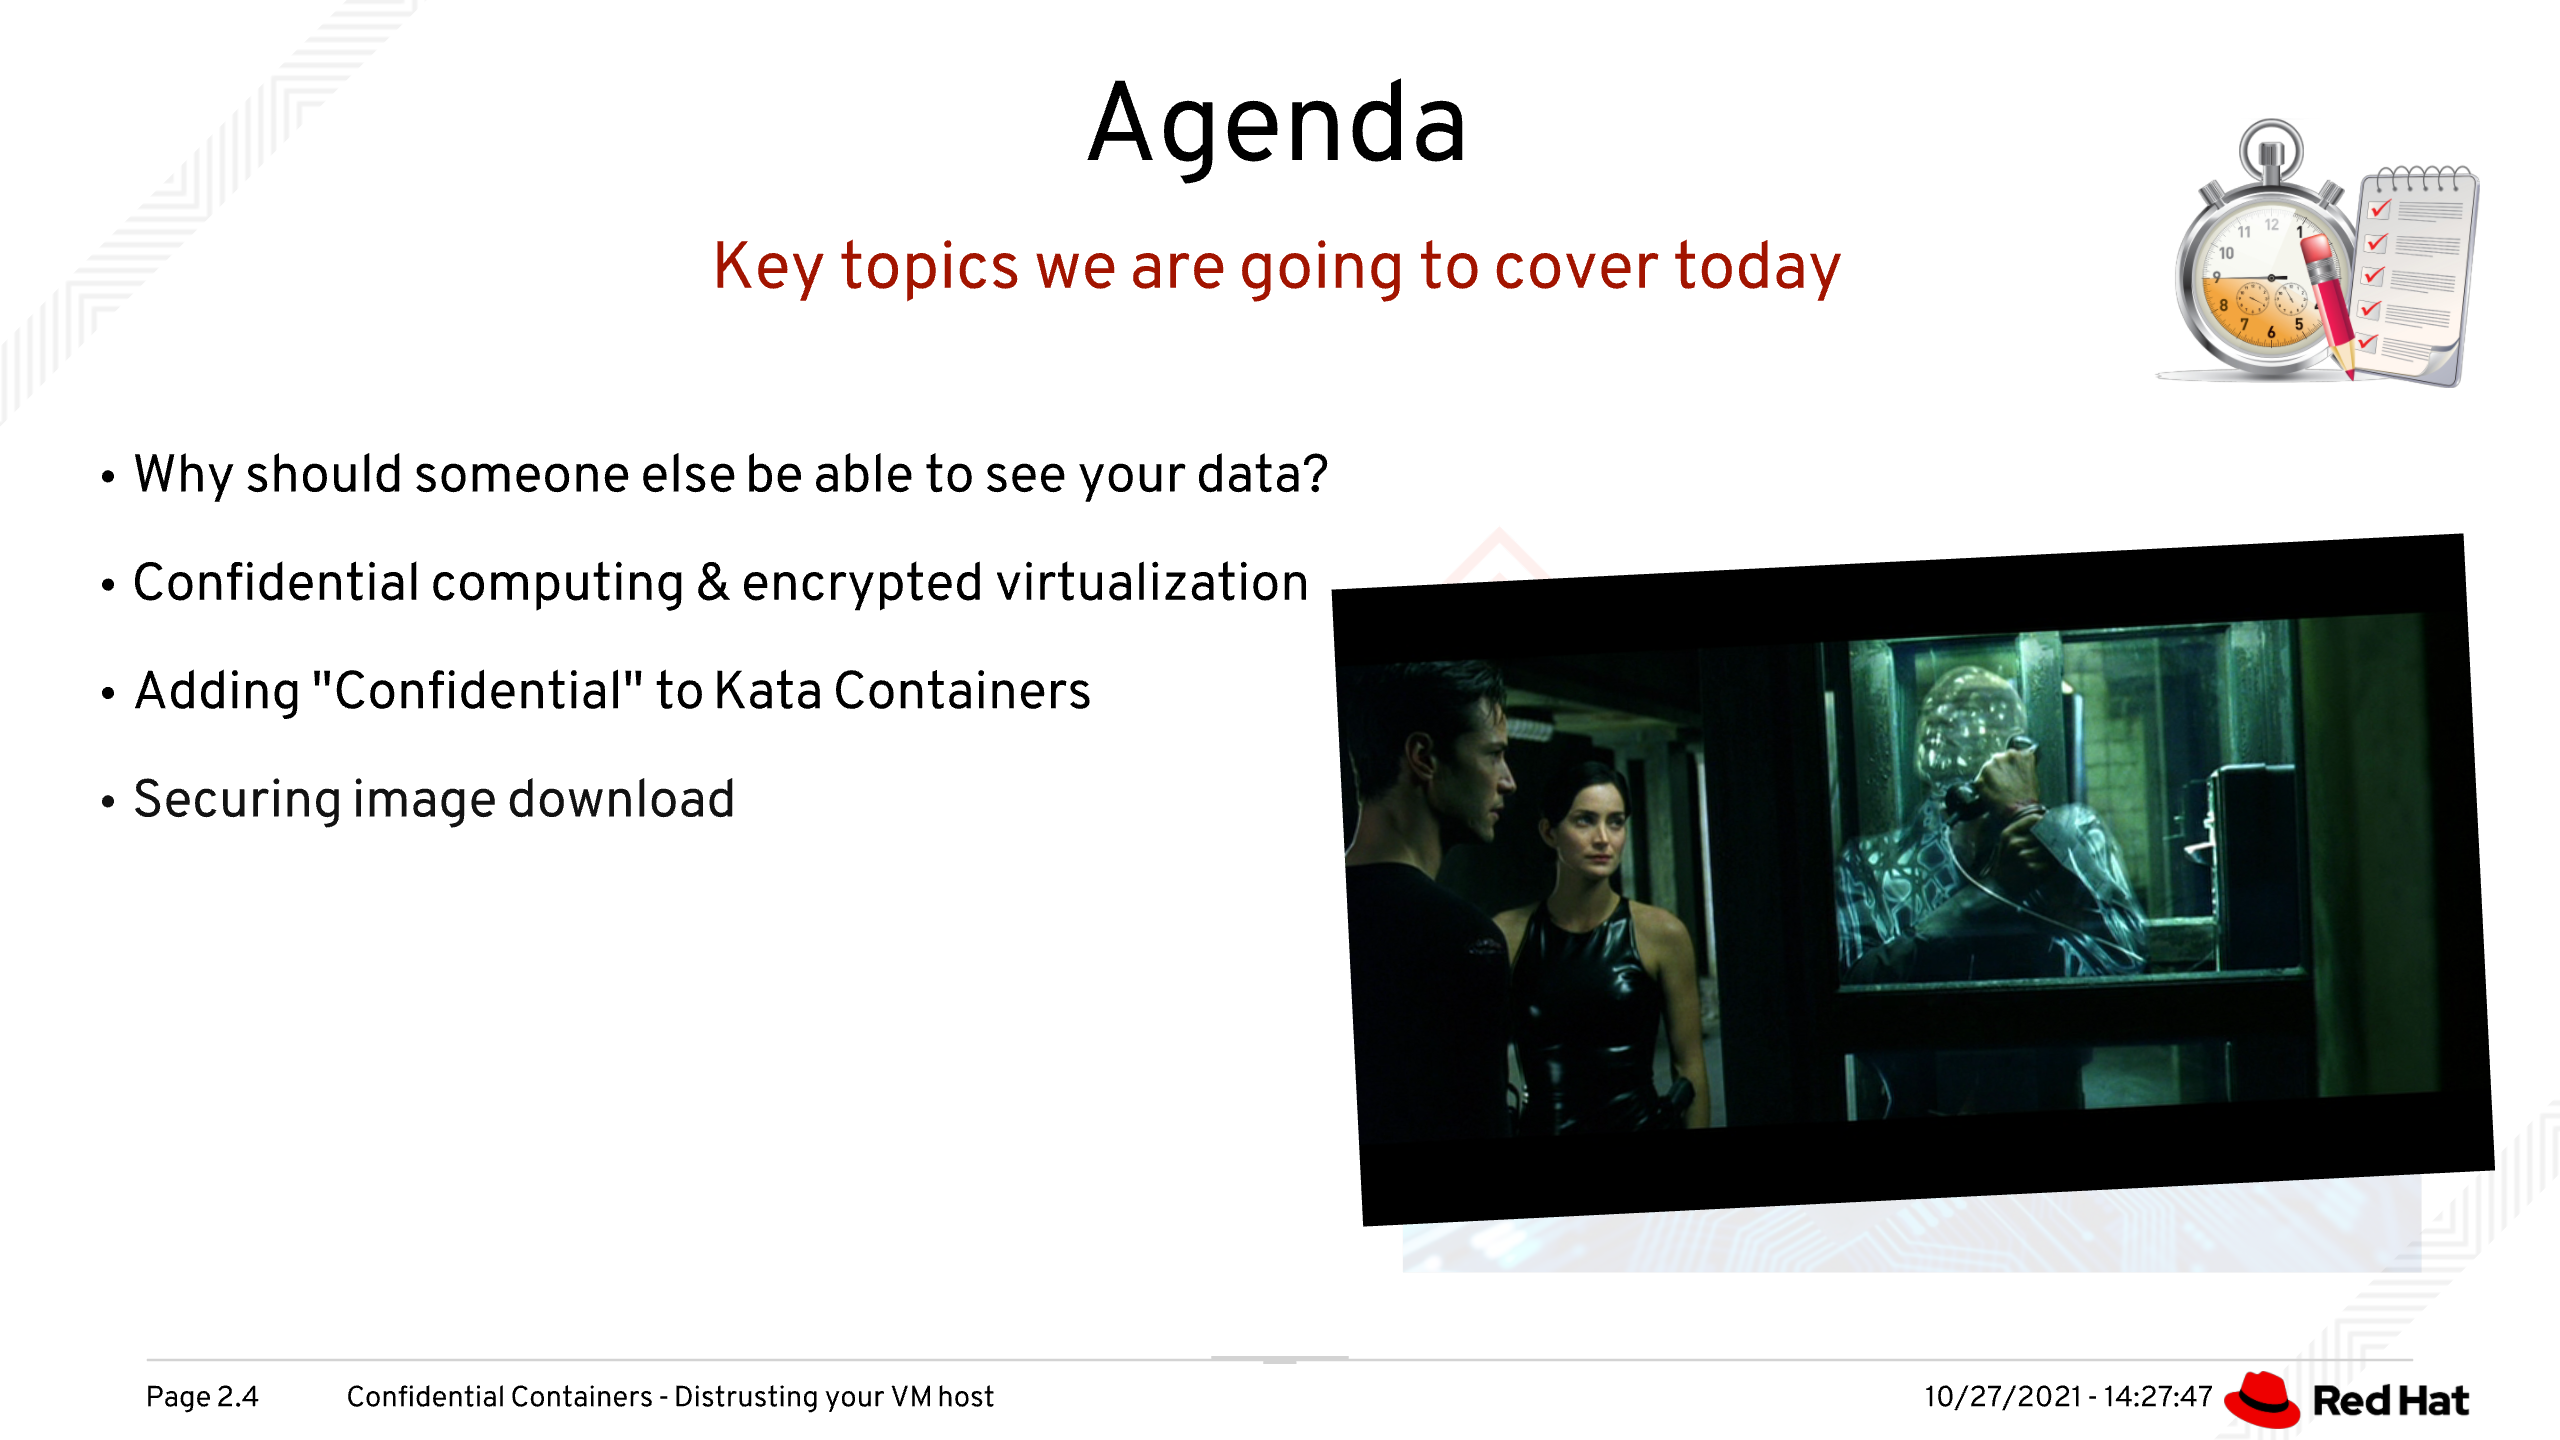 Agenda
Key topics we are going to cover today
12
1
11
10
9
8
7
6
5
4
• Why should someone else be able to see your data?
• Confidential computing & encrypted virtualization
• Adding "Confidential" to Kata Containers
• Securing image download
Page 2.4
Confidential Containers - Distrusting your VM host
10/27/2021 - 14:27:47
Red Hat